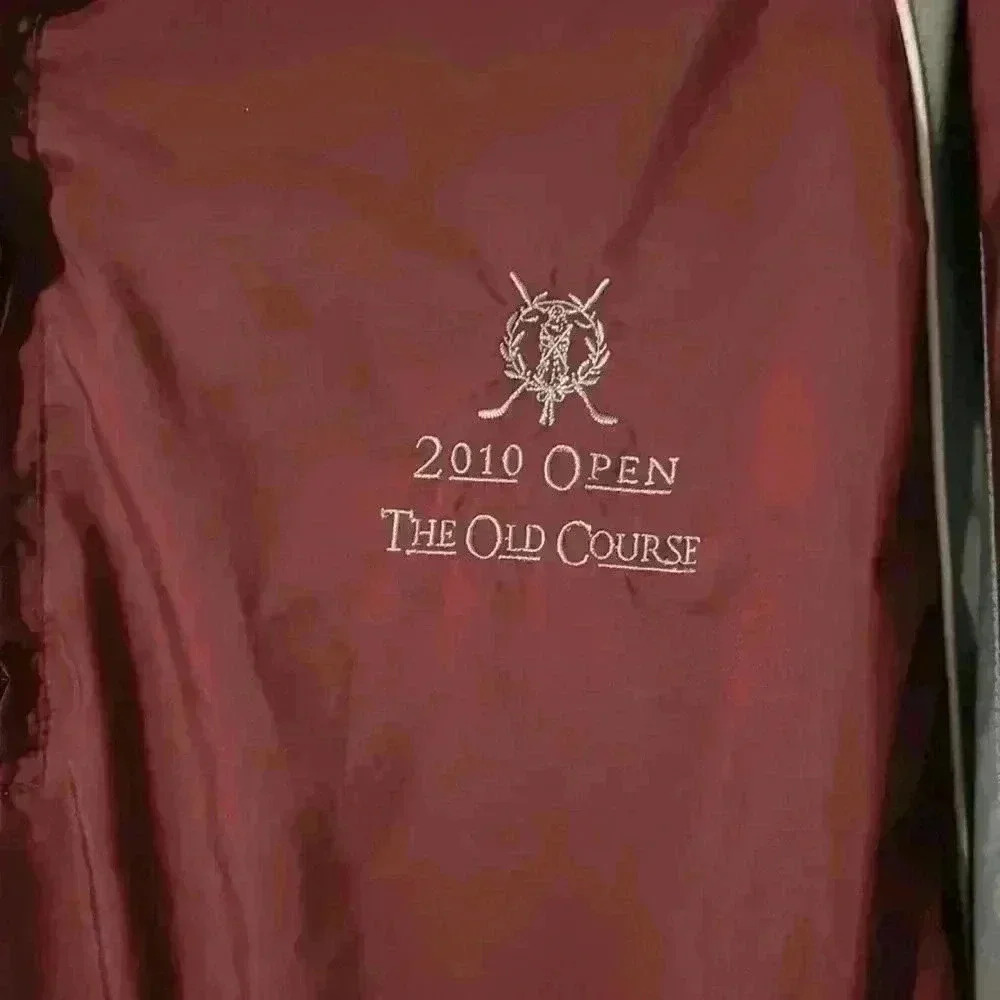 2010 OPEN
THE OLD COURSE